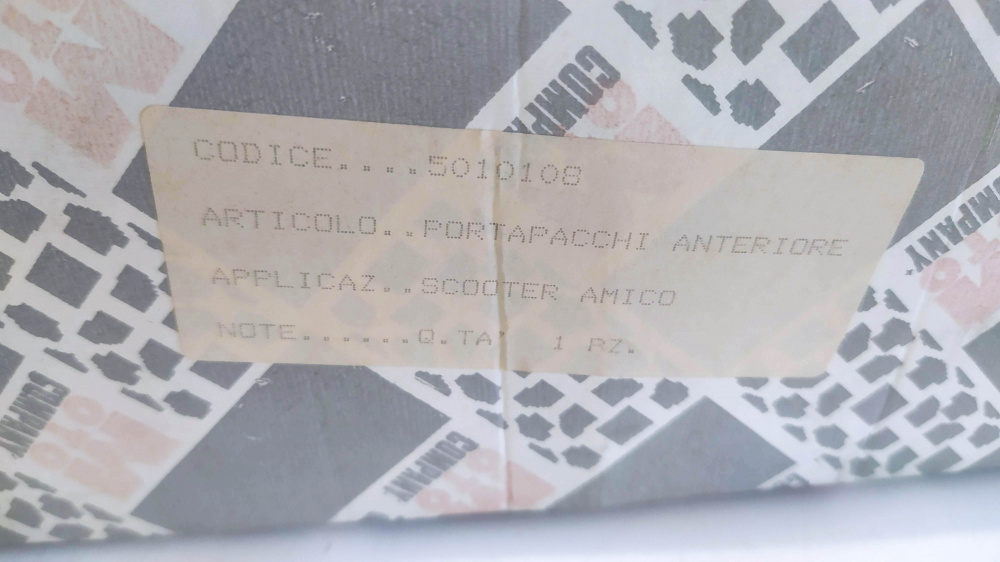 COMPANY
CODICE....5010108
ARTICOLO..PORTAPACCHI ANTERIORE
APPLICAZ..SCOOTER AMICO
NOTE......Q.TA' 1 PZ.
COMPANY
COMPANY
COMPANY